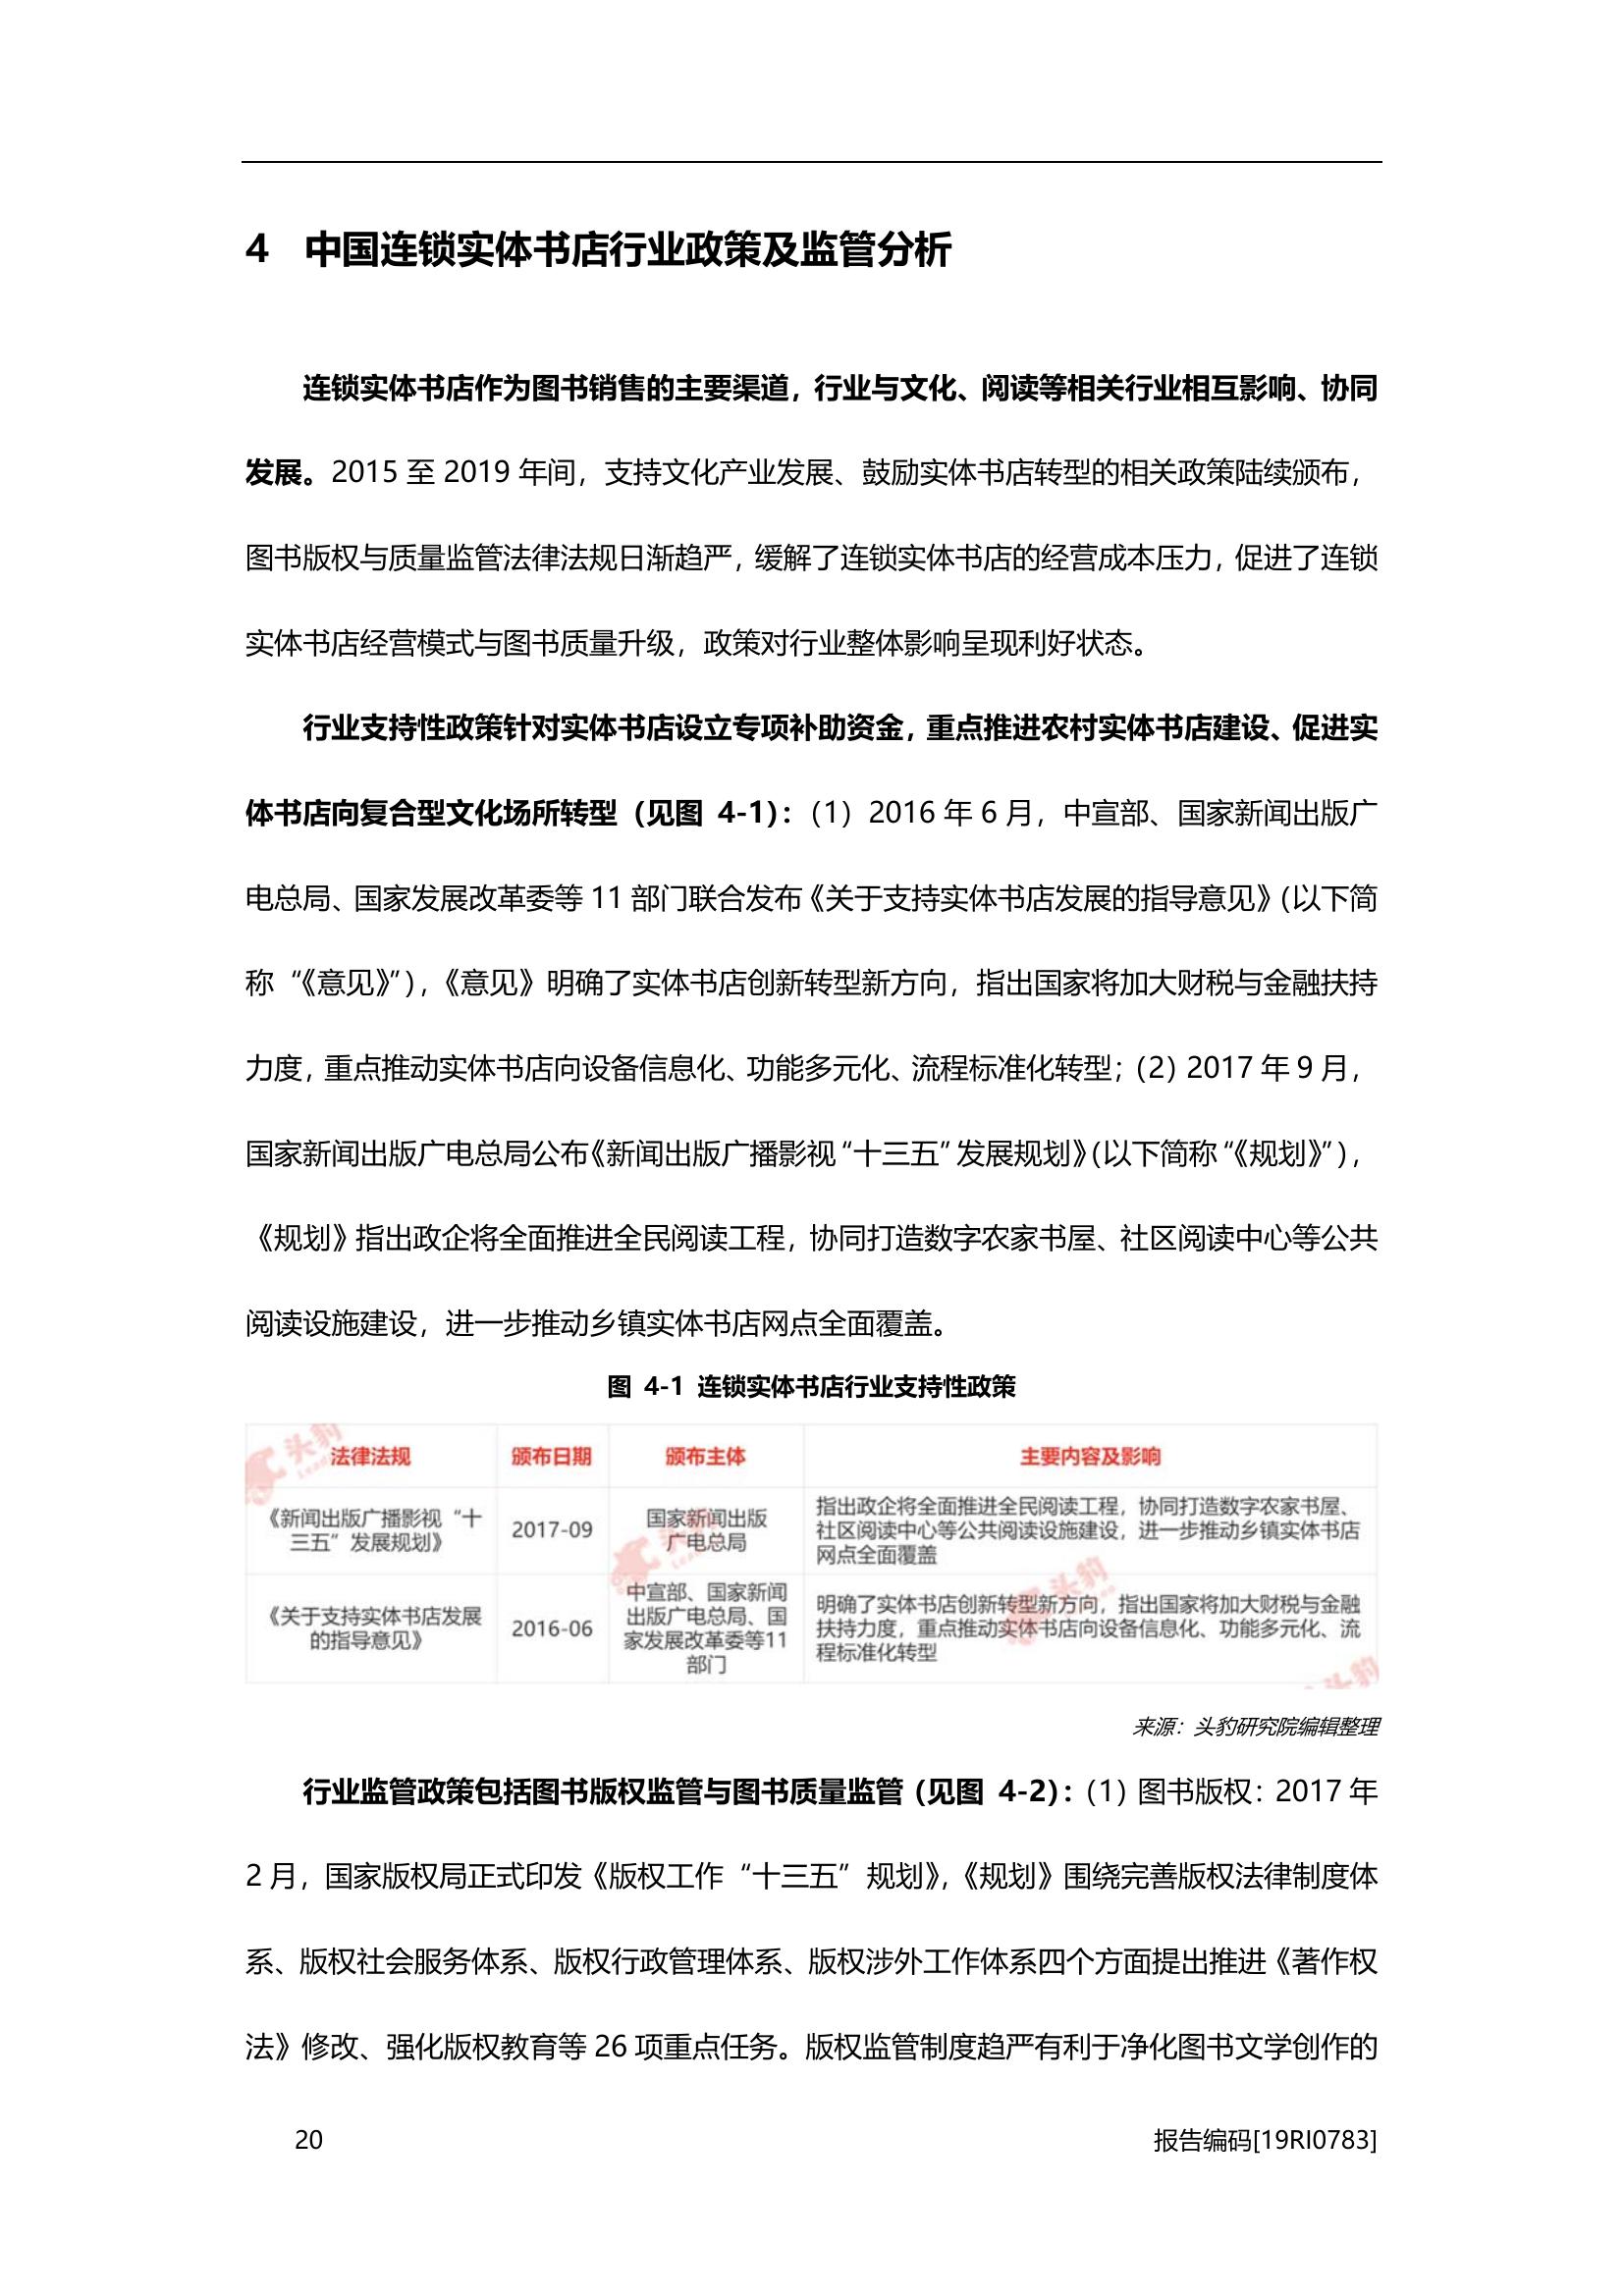 4 中国连锁实体书店行业政策及监管分析
连锁实体书店作为图书销售的主要渠道，行业与文化、阅读等相关行业相互影响、协同
发展。2015 至 2019 年间，支持文化产业发展、鼓励实体书店转型的相关政策陆续颁布，
图书版权与质量监管法律法规日渐趋严，缓解了连锁实体书店的经营成本压力，促进了连锁
实体书店经营模式与图书质量升级，政策对行业整体影响呈现利好状态。
行业支持性政策针对实体书店设立专项补助资金，重点推进农村实体书店建设、促进实
体书店向复合型文化场所转型（见图 4-1）：（1）2016 年 6 月，中宣部、国家新闻出版广
电总局、国家发展改革委等 11 部门联合发布《关于支持实体书店发展的指导意见》（以下简
称“《意见》”），《意见》明确了实体书店创新转型新方向，指出国家将加大财税与金融扶持
力度，重点推动实体书店向设备信息化、功能多元化、流程标准化转型；（2）2017 年 9 月，
国家新闻出版广电总局公布《新闻出版广播影视“十三五”发展规划》（以下简称“《规划》”），
《规划》指出政企将全面推进全民阅读工程，协同打造数字农家书屋、社区阅读中心等公共
阅读设施建设，进一步推动乡镇实体书店网点全面覆盖。
图 4-1 连锁实体书店行业支持性政策
法律法规 颁布日期 颁布主体 主要内容及影响
《新闻出版广播影视“十
三五”发展规划》
2017-09
国家新闻出版
广电总局
指出政企将全面推进全民阅读工程，协同打造数字农家书屋、
社区阅读中心等公共阅读设施建设，进一步推动乡镇实体书店
网点全面覆盖
《关于支持实体书店发展
的指导意见》
2016-06
中宣部、国家新闻
出版广电总局、国
家发展改革委等11
部门
明确了实体书店创新转型新方向，指出国家将加大财税与金融
扶持力度，重点推动实体书店向设备信息化、功能多元化、流
程标准化转型
头豹
头豹
头豹
头豹
来源：头豹研究院编辑整理
行业监管政策包括图书版权监管与图书质量监管（见图 4-2）：（1）图书版权：2017 年
2 月，国家版权局正式印发《版权工作“十三五”规划》，《规划》围绕完善版权法律制度体
系、版权社会服务体系、版权行政管理体系、版权涉外工作体系四个方面提出推进《著作权
法》修改、强化版权教育等 26 项重点任务。版权监管制度趋严有利于净化图书文学创作的
20
报告编码[19RI0783]